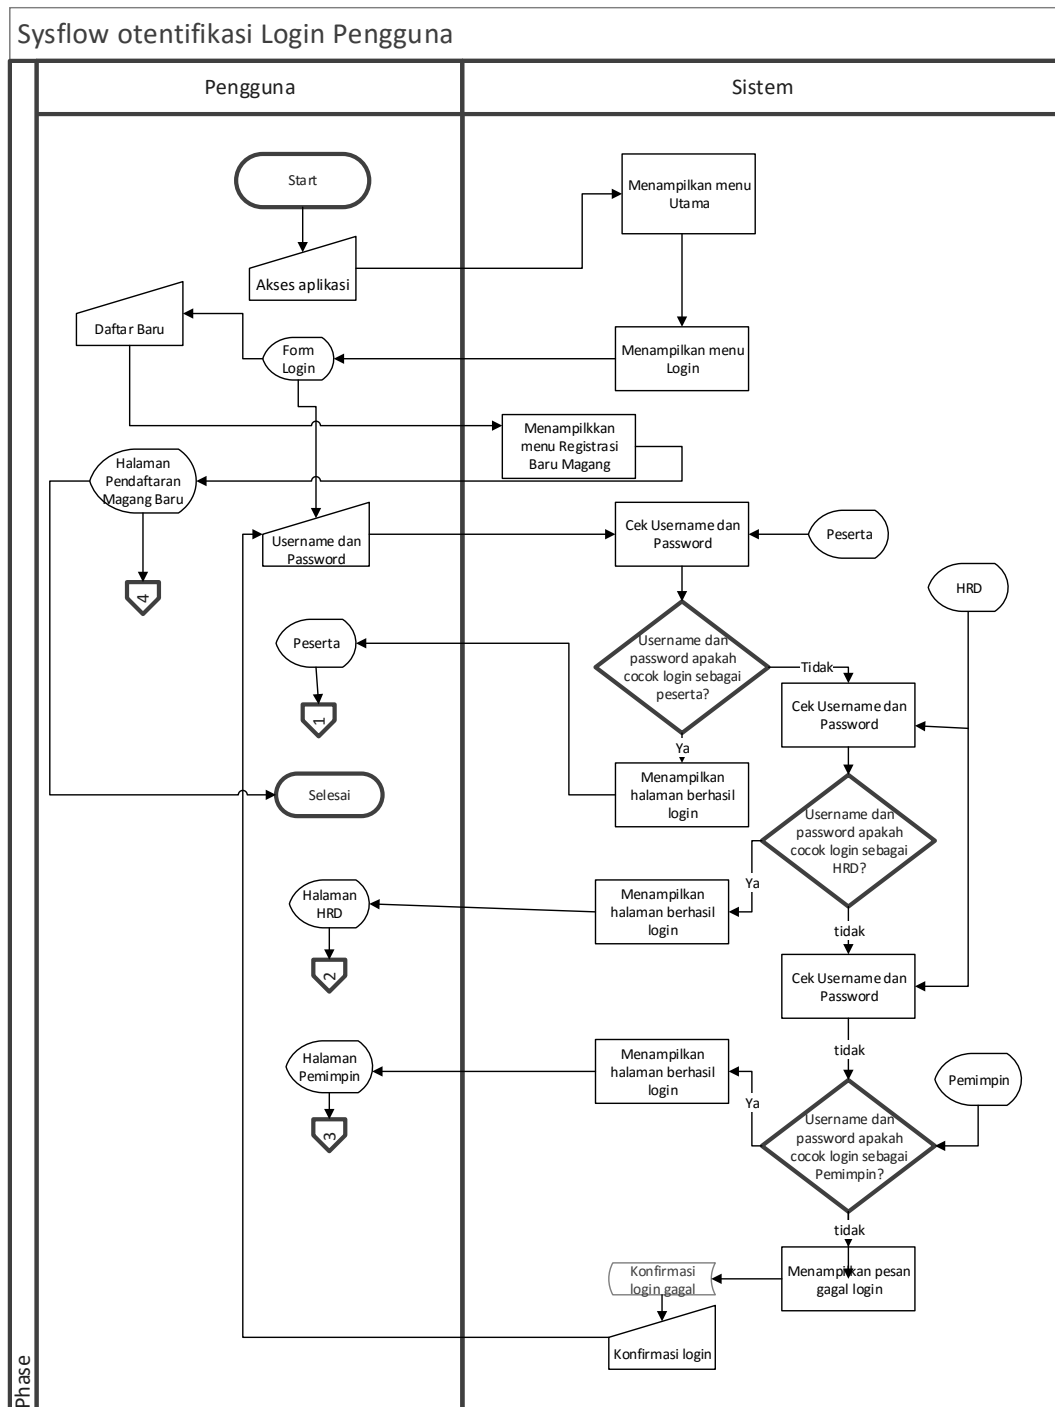 Sysflow otentifikasi Login Pengguna
Pengguna
Sistem
Start
Menampilkan menu
Utama
Akses aplikasi
Daftar Baru
Form
Login
Menampilkan menu
Login
Menampilkkan
menu Registrasi
Baru Magang
Halaman
Pendaftaran
Magang Baru
Username dan
Password
Cek Username dan
Password
Peserta
HRD
4
Peserta
Username dan
password apakah
cocok login sebagai
peserta?
Tidak
Cek Username dan
Password
1
Ya
Menampilkan
halaman berhasil
login
Selesai
Username dan
password apakah
cocok login sebagai
HRD?
Ya
Halaman
HRD
Menampilkan
halaman berhasil
login
tidak
2
Cek Username dan
Password
tidak
Halaman
Pemimpin
Menampilkan
halaman berhasil
login
Pemimpin
Ya
3
Username dan
password apakah
cocok login sebagai
Pemimpin?
tidak
Menampilkan pesan
gagal login
Konfirmasi
login gagal
Konfirmasi login
Phase